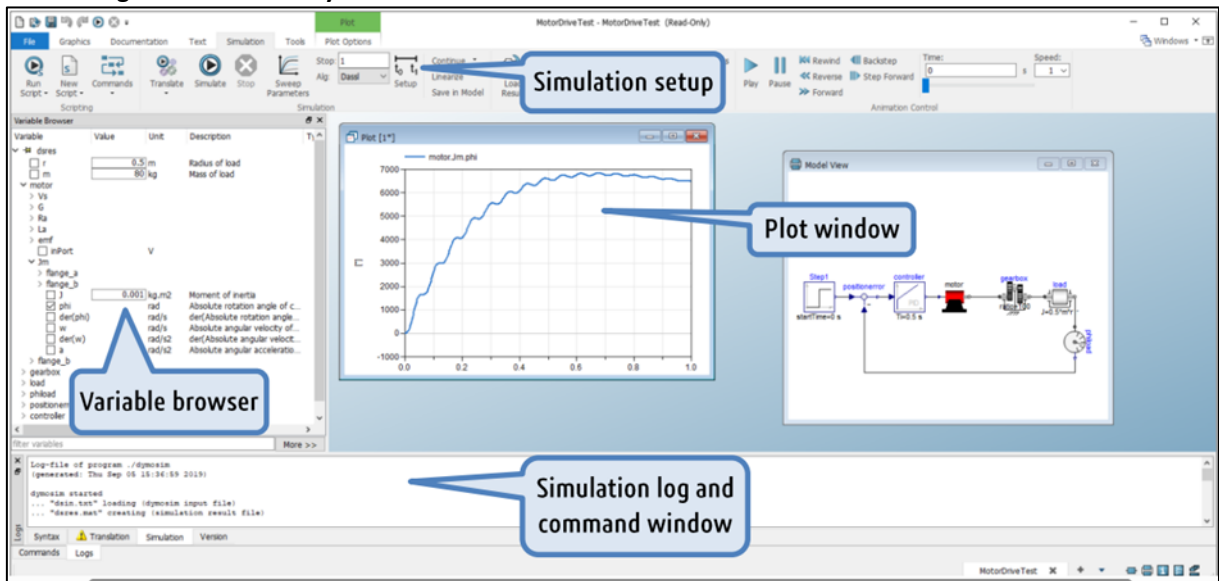 Plot
MotorDriveTest - MotorDriveTest (Read-Only)
File Graphics Documentation Text Simulation Tools Plot Options
Windows
Run Script
New Script
Commands
Translate
Simulate
Stop
Sweep Parameters
Stop: 1
Alg: Dassl
Setup
Continue
Linearize
Save in Model
Simulation setup
Play
Pause
Rewind
Reverse
Forward
Backstep
Step Forward
Time:
0 s
Speed:
1
Scripting
Simulation
Animation Control
Variable Browser
Variable Value Unit Description
dsres
r 0.5 m Radius of load
m 80 kg Mass of load
motor
Vs
G
Ra
La
emf
inPort V
Jm
flange_a
flange_b
J 0.001 kg.m2 Moment of inertia
phi rad Absolute rotation angle of c...
der(phi) rad/s der(Absolute rotation angle...
w rad/s Absolute angular velocity of...
der(w) rad/s2 der(Absolute angular velocit...
a rad/s2 Absolute angular acceleratio...
flange_b
gearbox
load
phiload
controller
filter variables More >>
Variable browser
Plot [1*]
motor.Jm.phi
7000
6000
5000
4000
3000
2000
1000
0
-1000
0.0 0.2 0.4 0.6 0.8 1.0
[]
Plot window
Model View
Step1
startTime=0 s
positionerror
controller
PID
Ti=0.5 s
motor
gearbox
load
phiload
Log-file of program ./dymosim
(generated: Thu Sep 05 15:36:59 2019)
dymosim started
... "dsin.txt" loading (dymosim input file)
... "dsres.mat" creating (simulation result file)
Simulation log and
command window
Logs
Syntax Translation Simulation Version
Commands Logs
MotorDriveTest